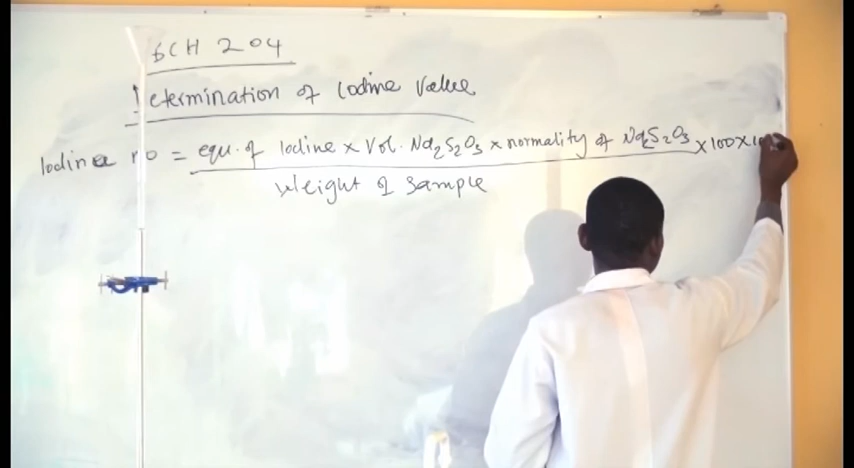 BCH 204
Determination of Iodine Value
Iodine no = equ. of Iodine x Vol. Na2S2O3 x normality of Na2S2O3 x 100 x
Weight of Sample